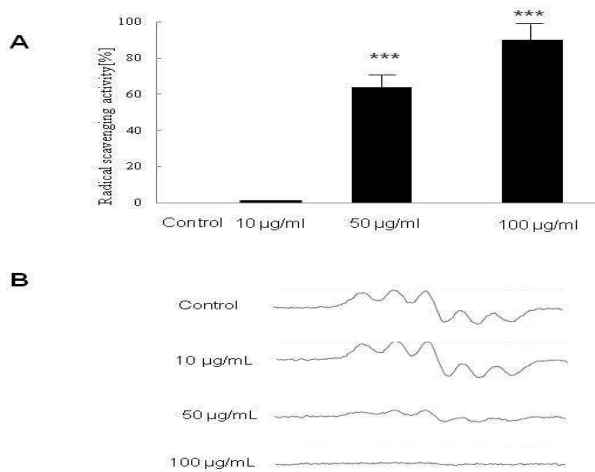 A
Radical scavenging activity[%]
100
80
60
40
20
0
***
***
Control 10 µg/ml 50 µg/ml 100 µg/ml
B
Control
10 µg/mL
50 µg/mL
100 µg/mL